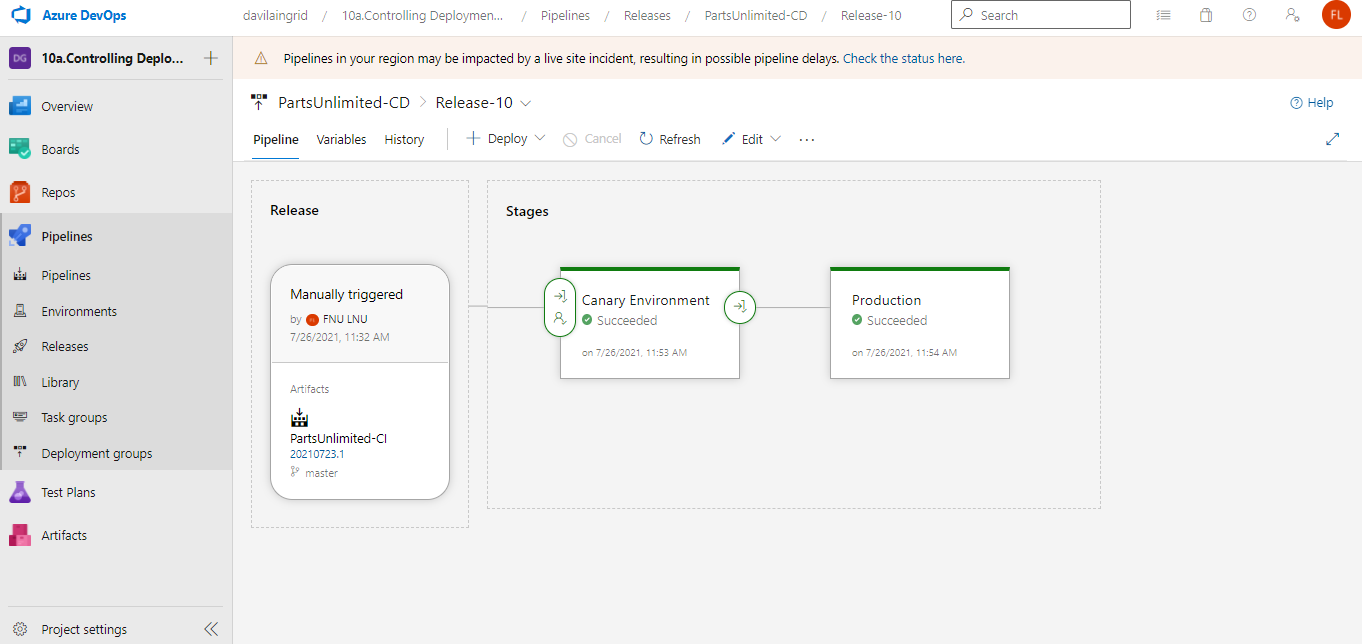 Azure DevOps
davilaingrid / 10a.Controlling Deploymen... / Pipelines / Releases / PartsUnlimited-CD / Release-10
Search
FL
DG 10a.Controlling Deplo...
Overview
Boards
Repos
Pipelines
Pipelines
Environments
Releases
Library
Task groups
Deployment groups
Test Plans
Artifacts
Project settings
Pipelines in your region may be impacted by a live site incident, resulting in possible pipeline delays. Check the status here.
PartsUnlimited-CD > Release-10
Help
Pipeline Variables History Deploy Cancel Refresh Edit ...
Release
Manually triggered
by FNU LNU
7/26/2021, 11:32 AM
Artifacts
PartsUnlimited-CI
20210723.1
master
Stages
Canary Environment
Succeeded
on 7/26/2021, 11:53 AM
Production
Succeeded
on 7/26/2021, 11:54 AM